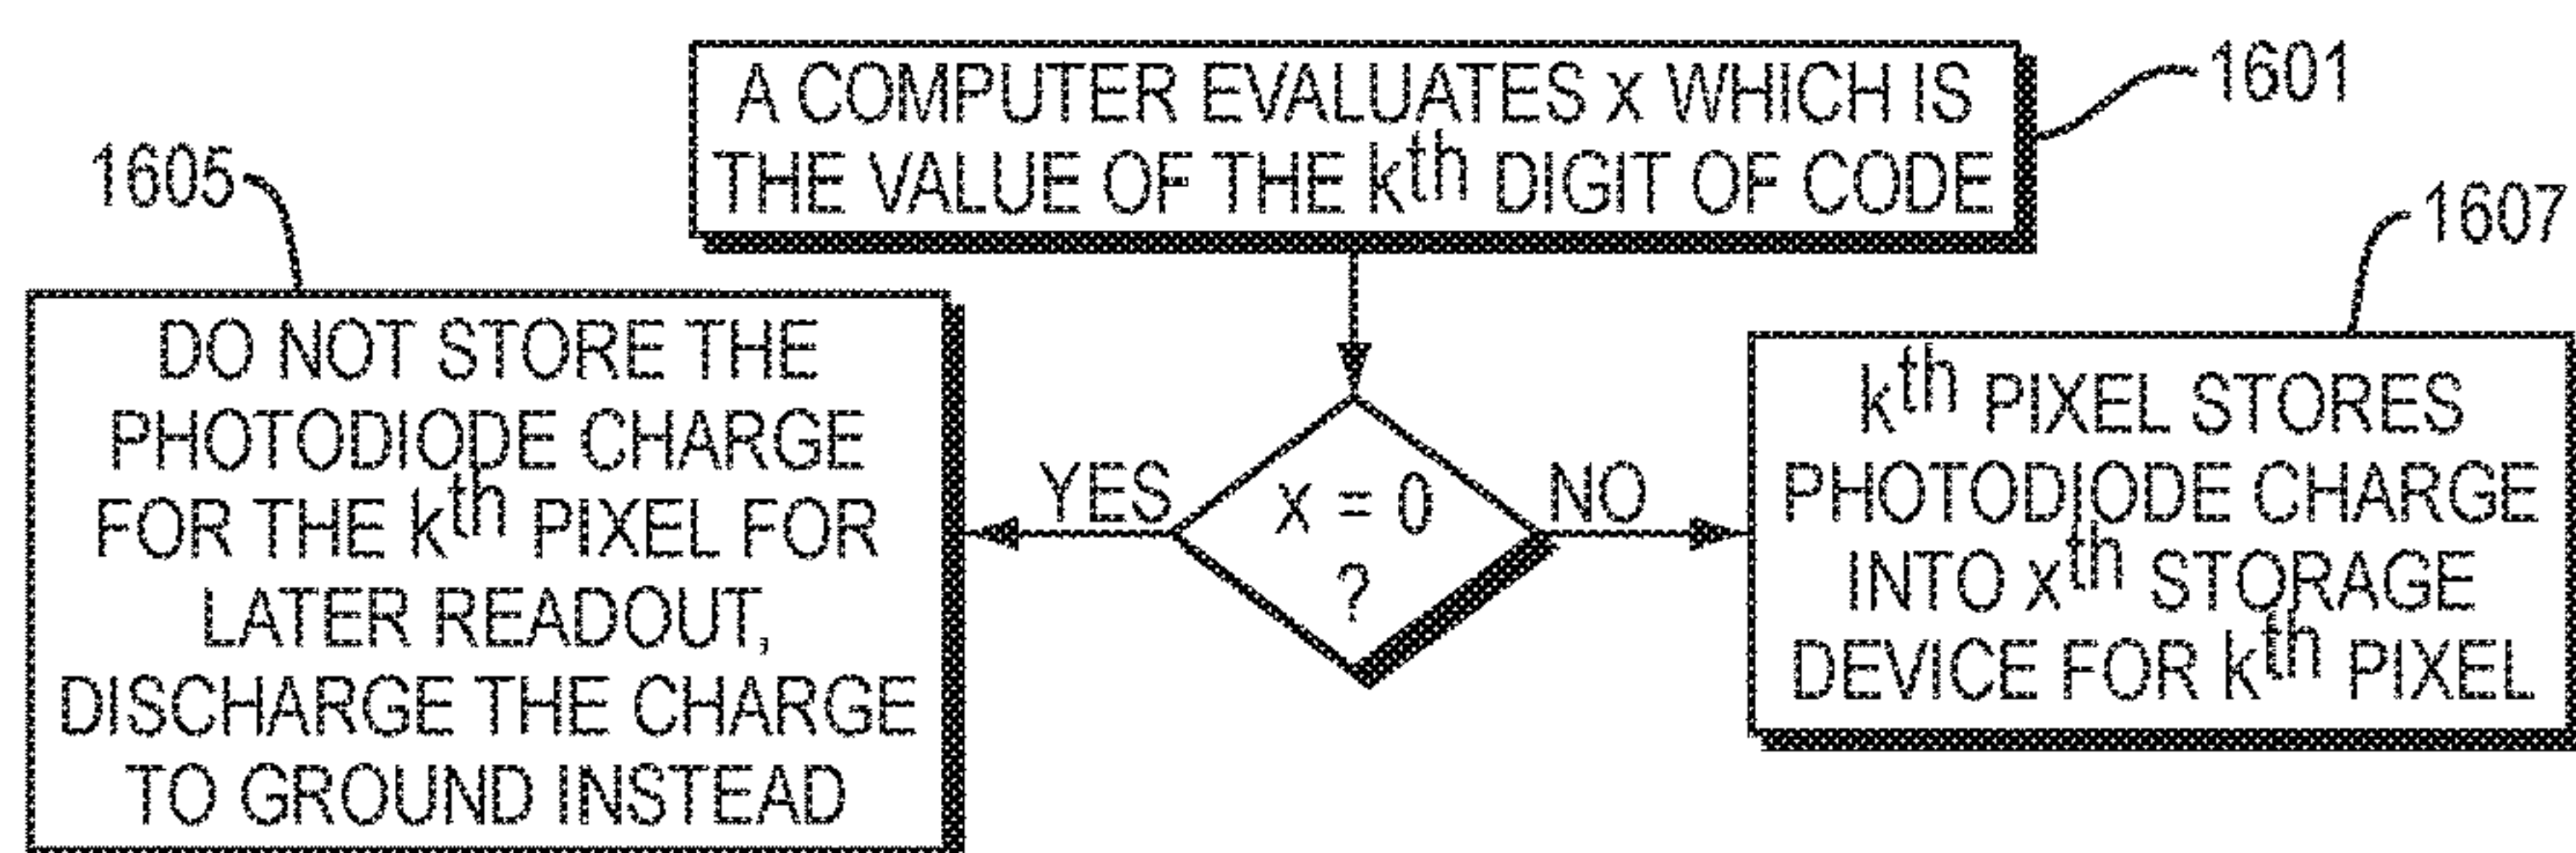 A COMPUTER EVALUATES x WHICH IS
THE VALUE OF THE kth DIGIT OF CODE
1601
1605
1607
DO NOT STORE THE
PHOTODIODE CHARGE
FOR THE kth PIXEL FOR
LATER READOUT,
DISCHARGE THE CHARGE
TO GROUND INSTEAD
YES
x = 0
?
NO
kth PIXEL STORES
PHOTODIODE CHARGE
INTO xth STORAGE
DEVICE FOR kth PIXEL